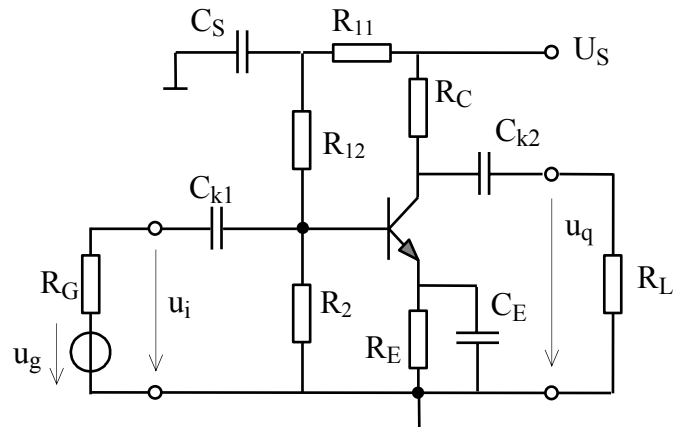 C_S
R_11
U_S
R_C
R_12
C_k2
C_k1
u_q
R_G
u_i
R_2
C_E
R_L
u_g
R_E